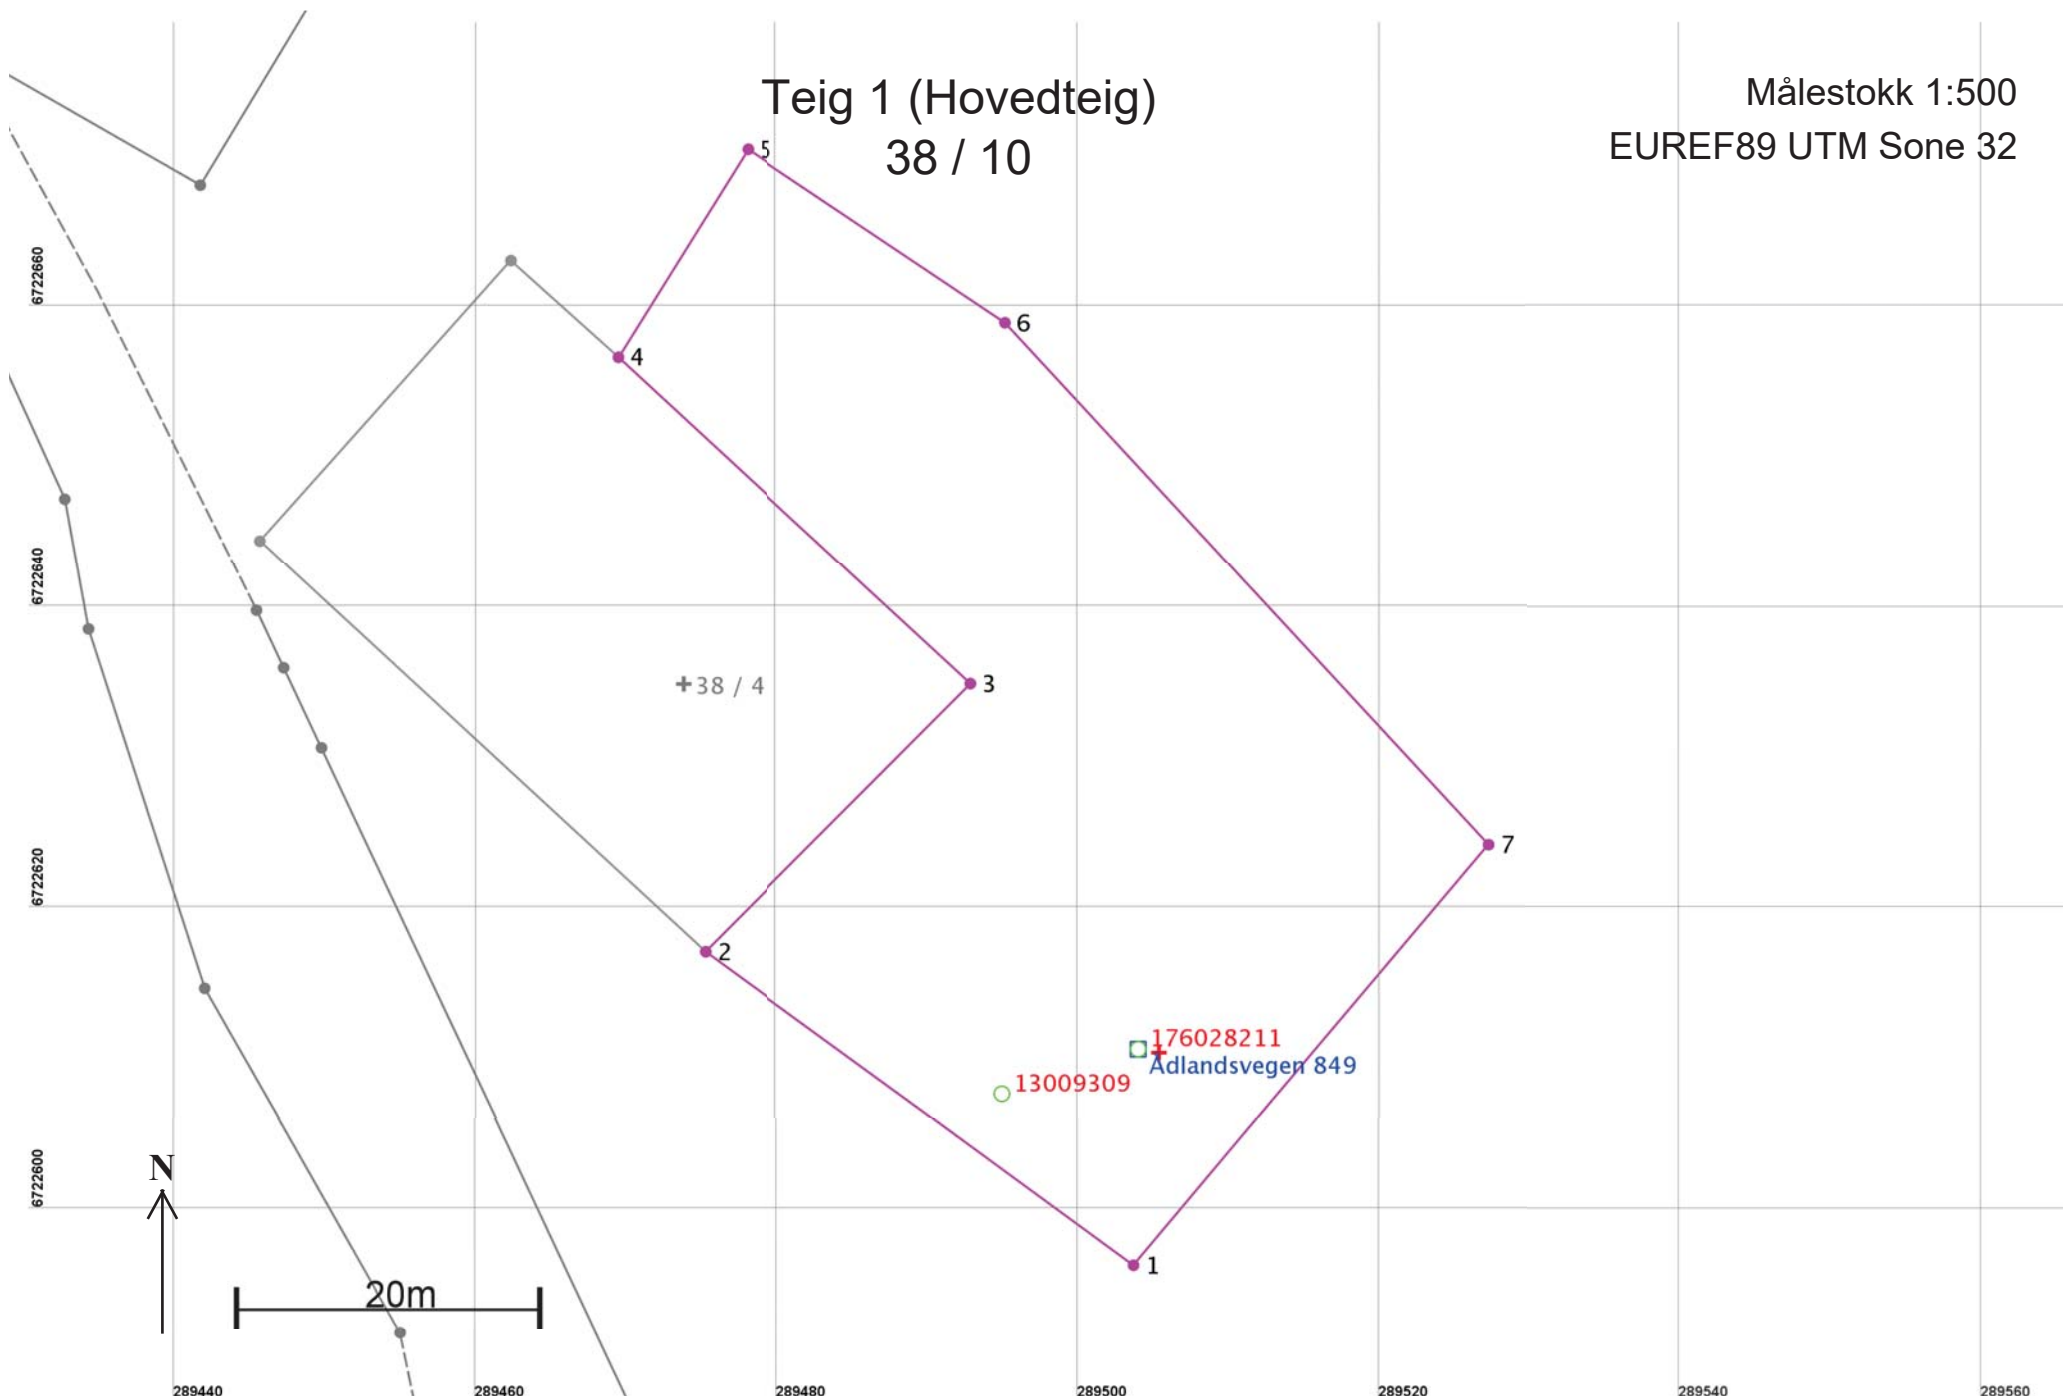 Teig 1 (Hovedteig)
38 / 10
Målestokk 1:500
EUREF89 UTM Sone 32
5
6
4
3
7
2
1
38 / 4
176028211
Ådlandsvegen 849
13009309
6722660
6722640
6722620
6722600
N
20m
289440
289460
289480
289500
289520
289540
289560